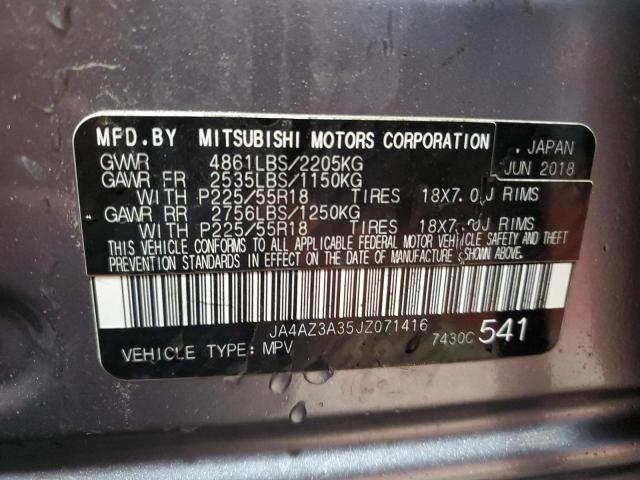 MFD.BY MITSUBISHI MOTORS CORPORATION . JAPAN
GVWR 4861LBS/2205KG JUN 2018
GAWR FR 2535LBS/1150KG
WITH P225/55R18 TIRES 18X7.0J RIMS
GAWR RR 2756LBS/1250KG
WITH P225/55R18 TIRES 18X7.0J RIMS
THIS VEHICLE CONFORMS TO ALL APPLICABLE FEDERAL MOTOR VEHICLE SAFETY AND THEFT
PREVENTION STANDARDS IN EFFECT ON THE DATE OF MANUFACTURE SHOWN ABOVE.
JA4AZ3A35JZ071416
VEHICLE TYPE: MPV 7430C 541